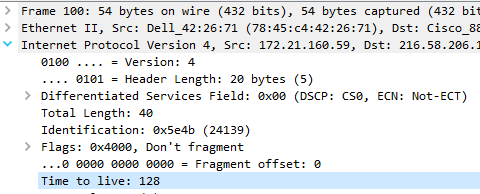 Frame 100: 54 bytes on wire (432 bits), 54 bytes captured (432 bit
Ethernet II, Src: Dell_42:26:71 (78:45:c4:42:26:71), Dst: Cisco_88
Internet Protocol Version 4, Src: 172.21.160.59, Dst: 216.58.206.1
0100 .... = Version: 4
.... 0101 = Header Length: 20 bytes (5)
Differentiated Services Field: 0x00 (DSCP: CS0, ECN: Not-ECT)
Total Length: 40
Identification: 0x5e4b (24139)
Flags: 0x4000, Don't fragment
...0 0000 0000 0000 = Fragment offset: 0
Time to live: 128